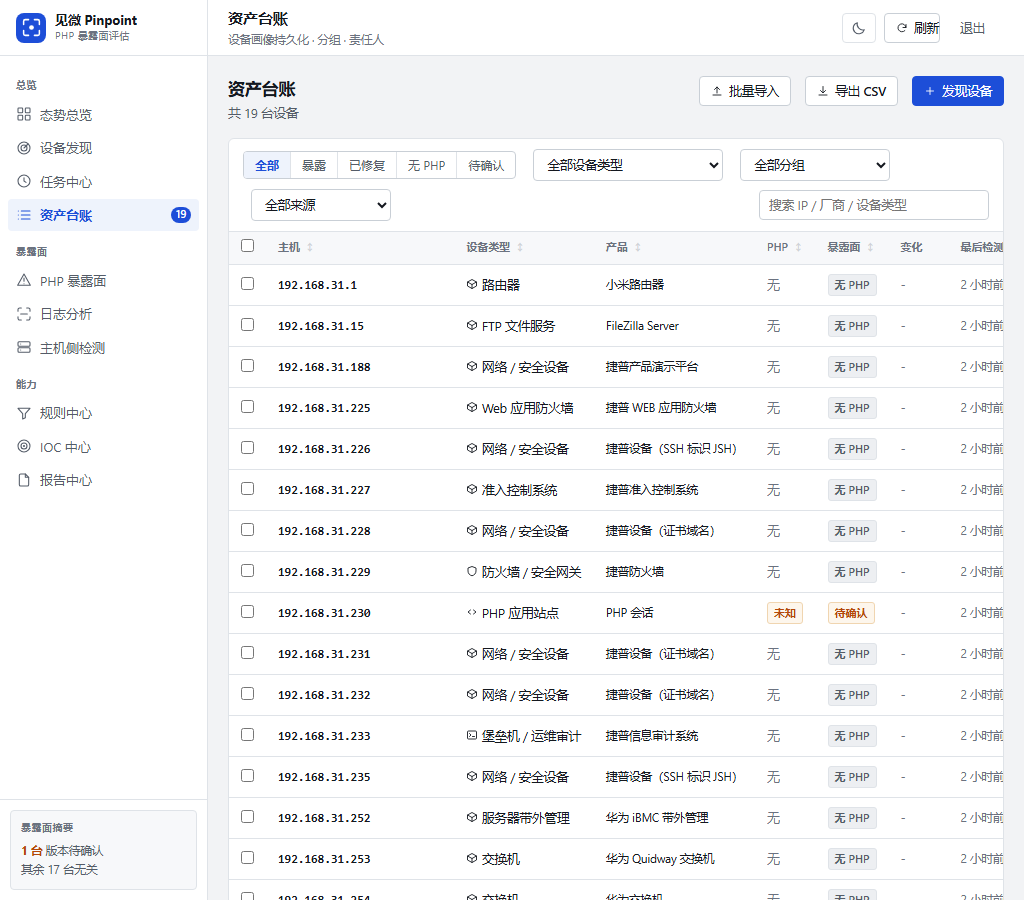 见微 Pinpoint
PHP 暴露面评估
总览
态势总览
设备发现
任务中心
资产台账 19
暴露面
PHP 暴露面
日志分析
主机侧检测
能力
规则中心
IOC 中心
报告中心
暴露面摘要
1 台 版本待确认
其余 17 台无关
资产台账
设备画像持久化 · 分组 · 责任人
刷新 退出
资产台账
共 19 台设备
批量导入 导出 CSV + 发现设备
全部 暴露 已修复 无 PHP 待确认 全部设备类型 全部分组
全部来源 搜索 IP / 厂商 / 设备类型
主机 设备类型 产品 PHP 暴露面 变化 最后检测
192.168.31.1 路由器 小米路由器 无 无 PHP - 2 小时前
192.168.31.15 FTP 文件服务 FileZilla Server 无 无 PHP - 2 小时前
192.168.31.188 网络 / 安全设备 捷普产品演示平台 无 无 PHP - 2 小时前
192.168.31.225 Web 应用防火墙 捷普 WEB 应用防火墙 无 无 PHP - 2 小时前
192.168.31.226 网络 / 安全设备 捷普设备（SSH 标识 JSH） 无 无 PHP - 2 小时前
192.168.31.227 准入控制系统 捷普准入控制系统 无 无 PHP - 2 小时前
192.168.31.228 网络 / 安全设备 捷普设备（证书域名） 无 无 PHP - 2 小时前
192.168.31.229 防火墙 / 安全网关 捷普防火墙 无 无 PHP - 2 小时前
192.168.31.230 PHP 应用站点 PHP 会话 未知 待确认 - 2 小时前
192.168.31.231 网络 / 安全设备 捷普设备（证书域名） 无 无 PHP - 2 小时前
192.168.31.232 网络 / 安全设备 捷普设备（证书域名） 无 无 PHP - 2 小时前
192.168.31.233 堡垒机 / 运维审计 捷普信息审计系统 无 无 PHP - 2 小时前
192.168.31.235 网络 / 安全设备 捷普设备（SSH 标识 JSH） 无 无 PHP - 2 小时前
192.168.31.252 服务器带外管理 华为 iBMC 带外管理 无 无 PHP - 2 小时前
192.168.31.253 交换机 华为 Quidway 交换机 无 无 PHP - 2 小时前
192.168.31.254 交换机 华为交换机 无 无 PHP - 2 小时前